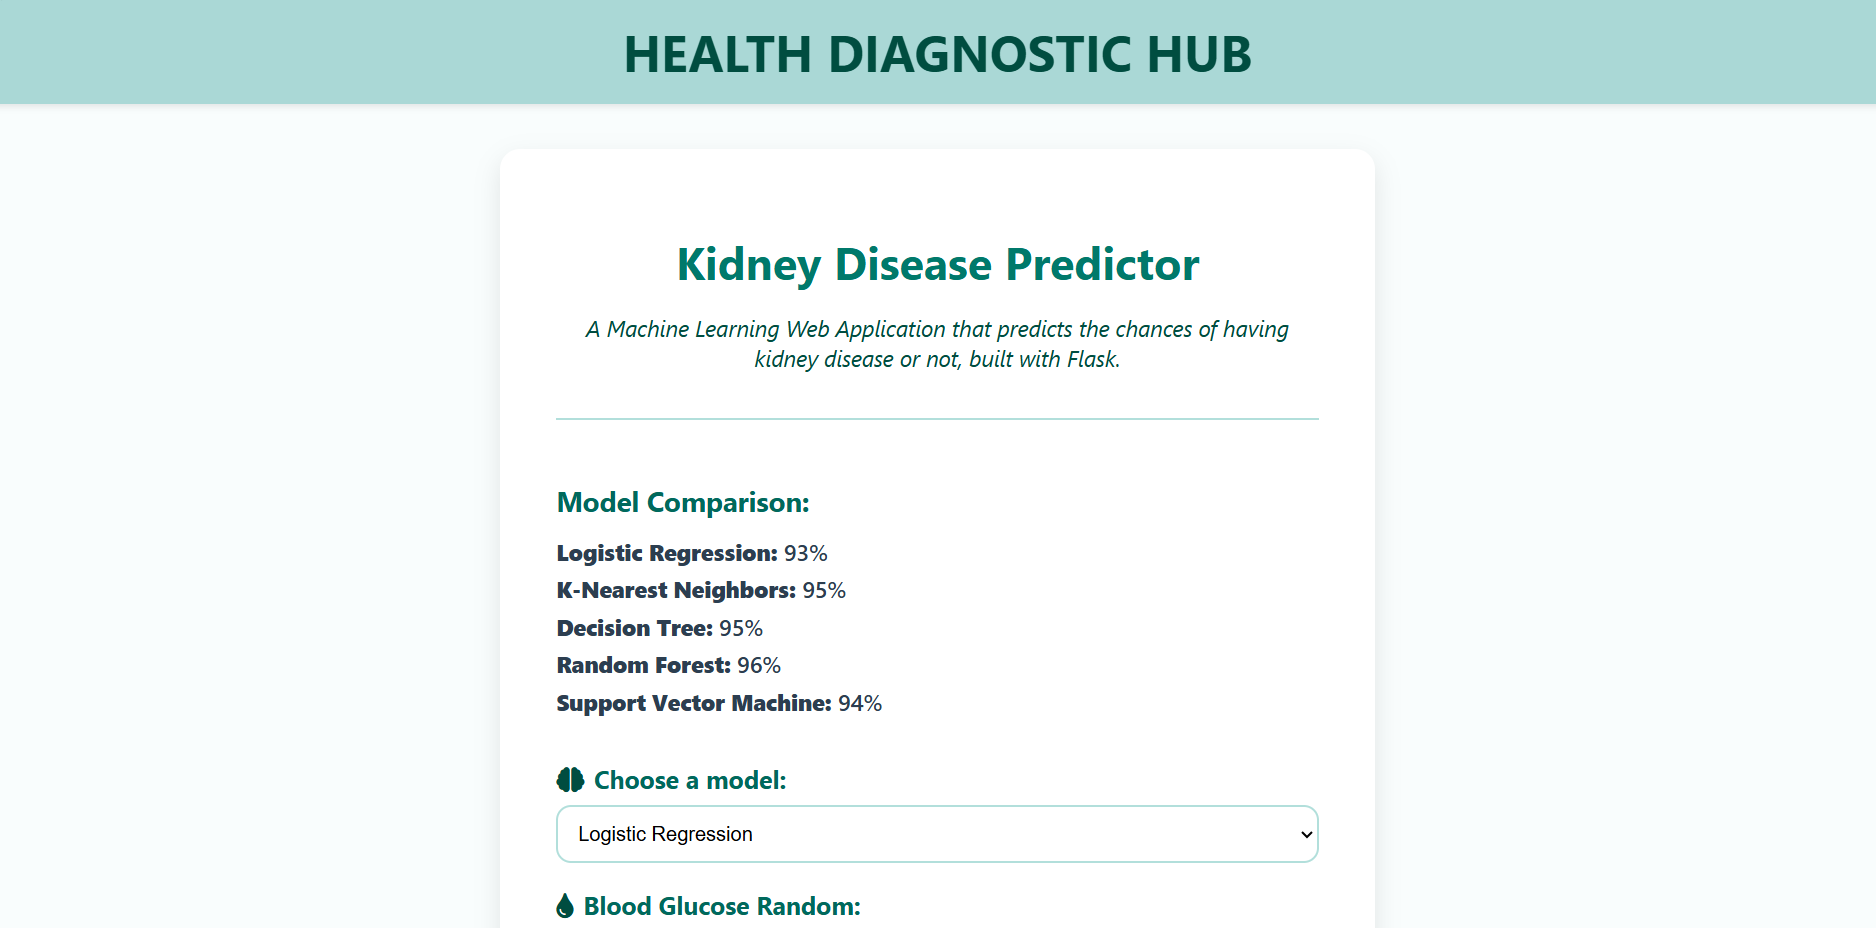 HEALTH DIAGNOSTIC HUB
Kidney Disease Predictor
A Machine Learning Web Application that predicts the chances of having
kidney disease or not, built with Flask.
Model Comparison:
Logistic Regression: 93%
K-Nearest Neighbors: 95%
Decision Tree: 95%
Random Forest: 96%
Support Vector Machine: 94%
Choose a model:
Logistic Regression
Blood Glucose Random: